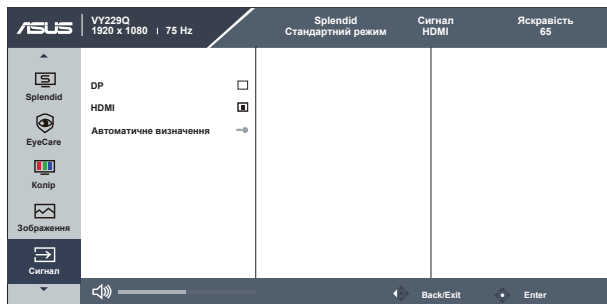 ASUS
VY229Q
1920 x 1080 | 75 Hz
Splendid
Стандартний режим
Сигнал
HDMI
Яскравість
65
Splendid
EyeCare
Колір
Зображення
Сигнал
DP
HDMI
Автоматичне визначення
Back/Exit
Enter